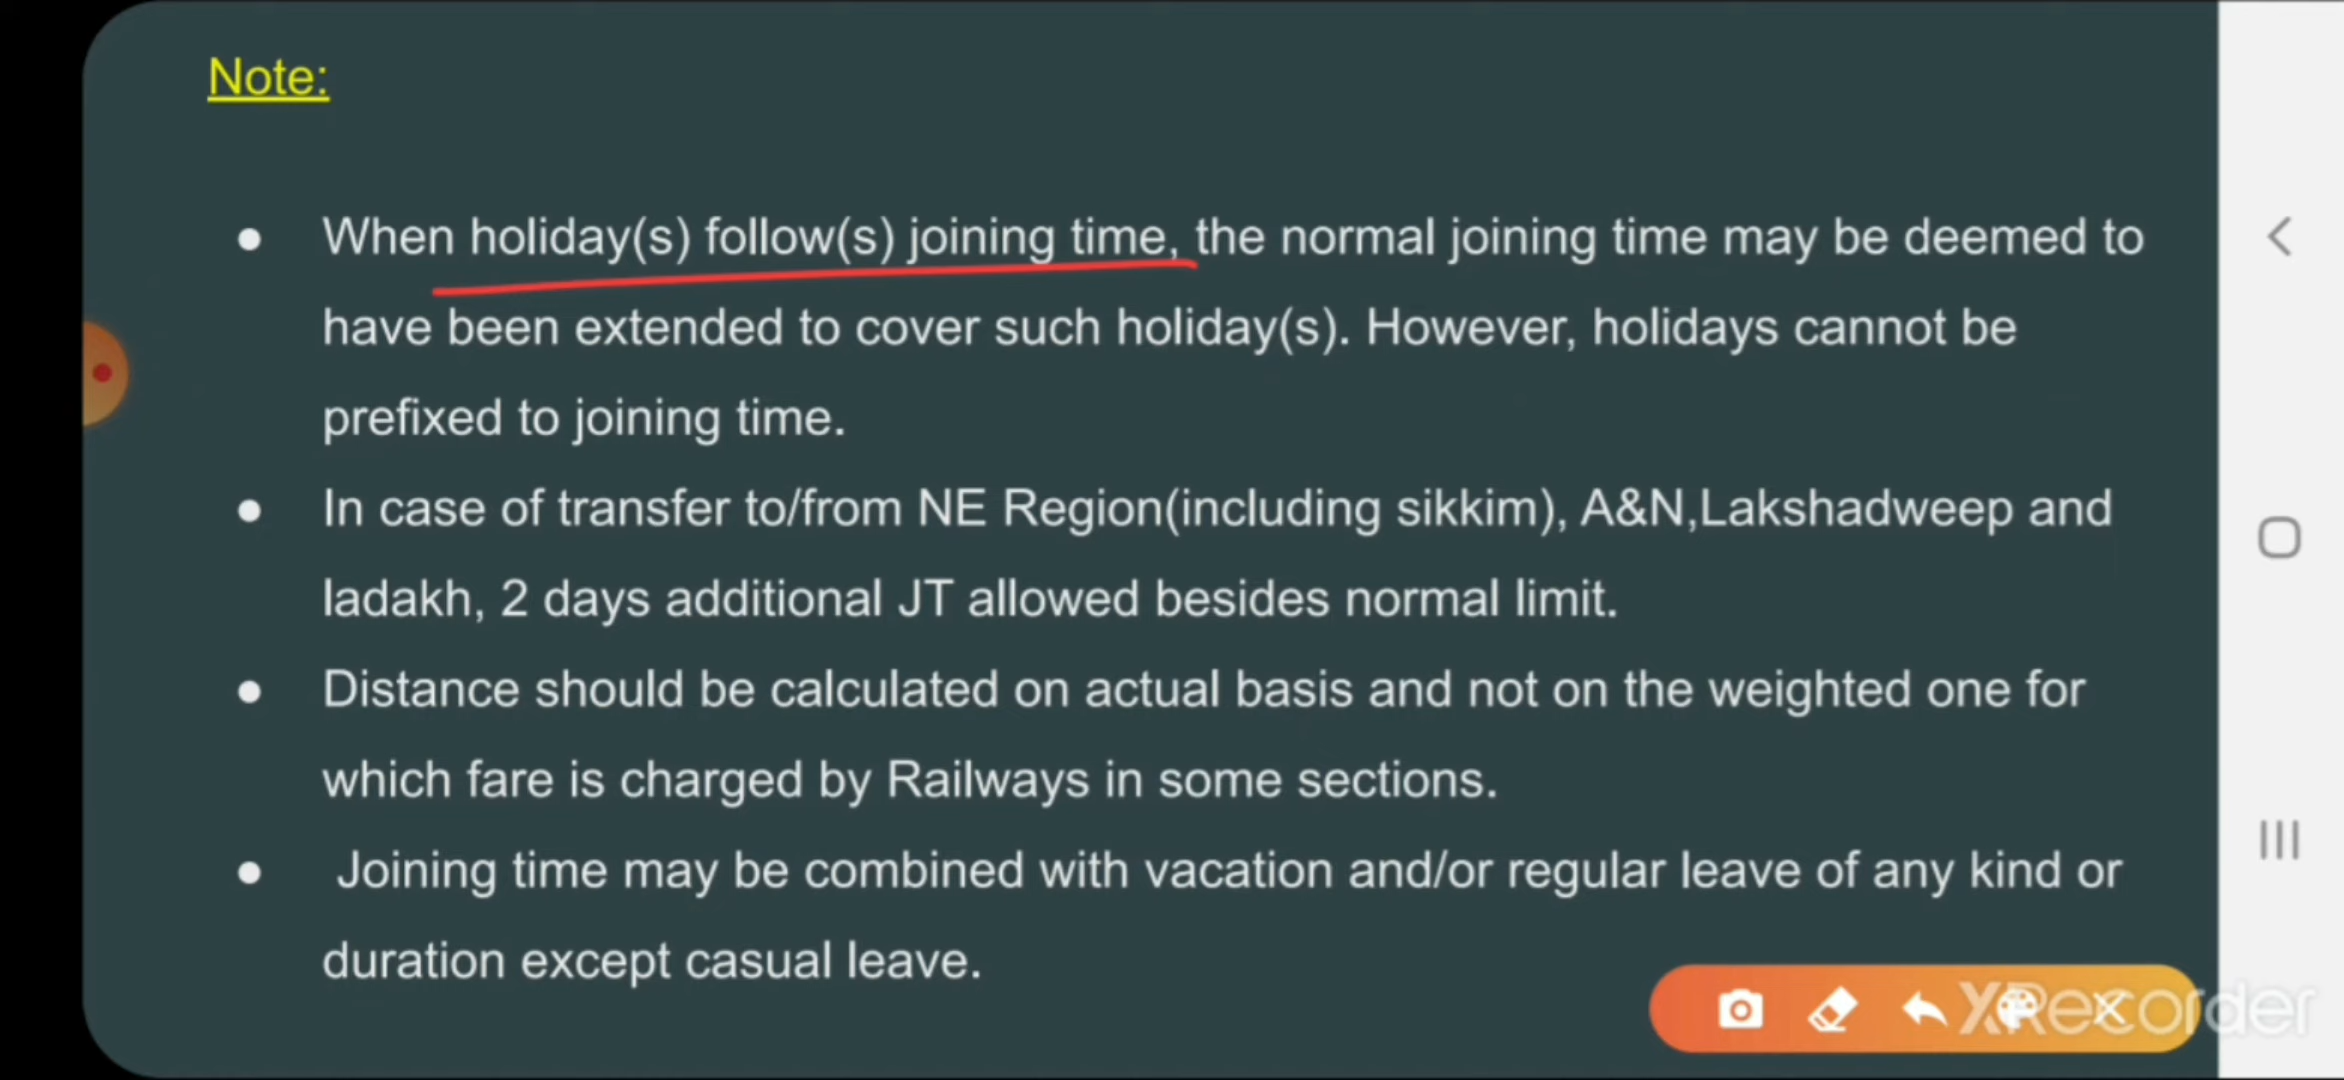 Note:
● When holiday(s) follow(s) joining time, the normal joining time may be deemed to
have been extended to cover such holiday(s). However, holidays cannot be
prefixed to joining time.
● In case of transfer to/from NE Region(including sikkim), A&N,Lakshadweep and
ladakh, 2 days additional JT allowed besides normal limit.
● Distance should be calculated on actual basis and not on the weighted one for
which fare is charged by Railways in some sections.
● Joining time may be combined with vacation and/or regular leave of any kind or
duration except casual leave.
XRecorder